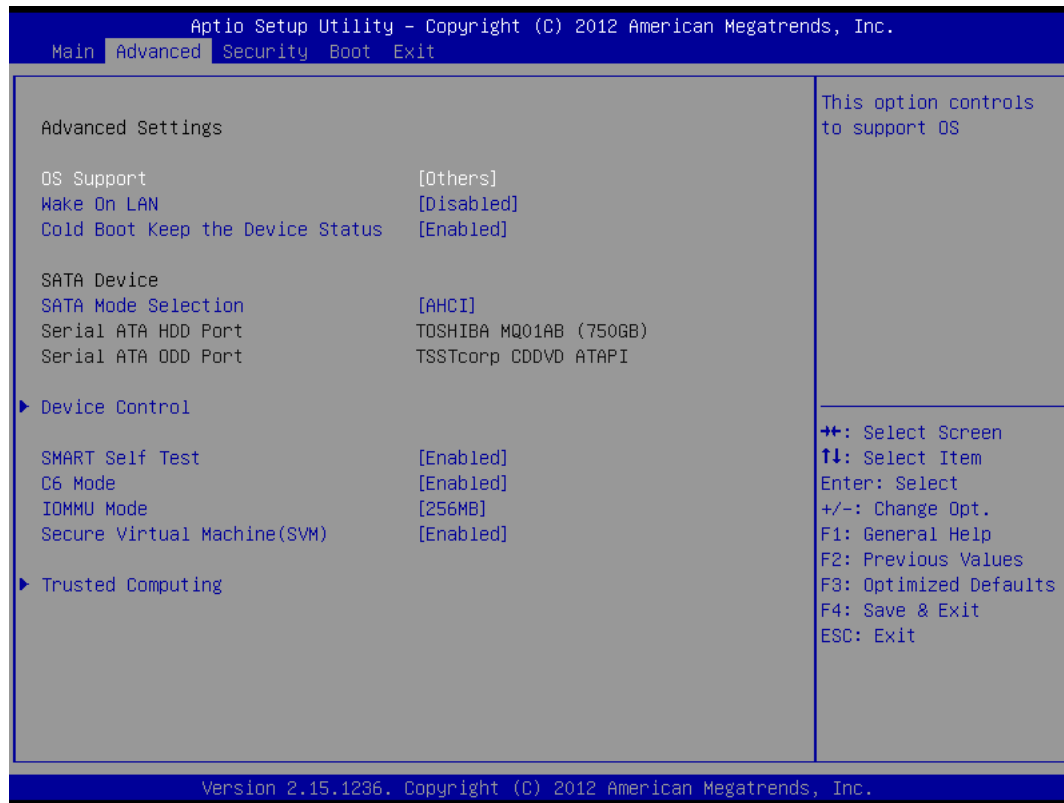 Aptio Setup Utility – Copyright (C) 2012 American Megatrends, Inc.
Main Advanced Security Boot Exit
Advanced Settings
OS Support [Others]
Wake On LAN [Disabled]
Cold Boot Keep the Device Status [Enabled]
SATA Device
SATA Mode Selection [AHCI]
Serial ATA HDD Port TOSHIBA MQ01AB (750GB)
Serial ATA ODD Port TSSTcorp CDDVD ATAPI
▶ Device Control
SMART Self Test [Enabled]
C6 Mode [Enabled]
IOMMU Mode [256MB]
Secure Virtual Machine(SVM) [Enabled]
▶ Trusted Computing
This option controls
to support OS
→←: Select Screen
↑↓: Select Item
Enter: Select
+/-: Change Opt.
F1: General Help
F2: Previous Values
F3: Optimized Defaults
F4: Save & Exit
ESC: Exit
Version 2.15.1236. Copyright (C) 2012 American Megatrends, Inc.